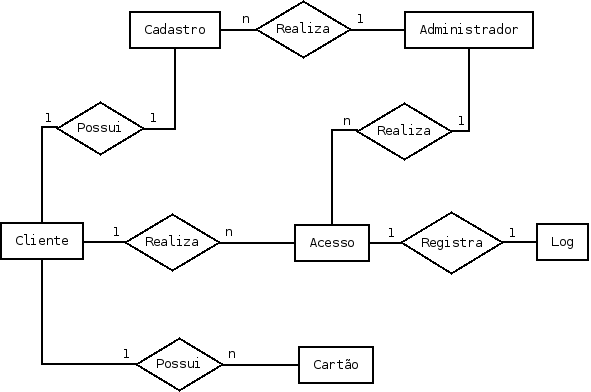 Cadastro
n
Realiza
1
Administrador
1
Possui
1
n
Realiza
1
Cliente
1
Realiza
n
Acesso
1
Registra
1
Log
1
Possui
n
Cartão